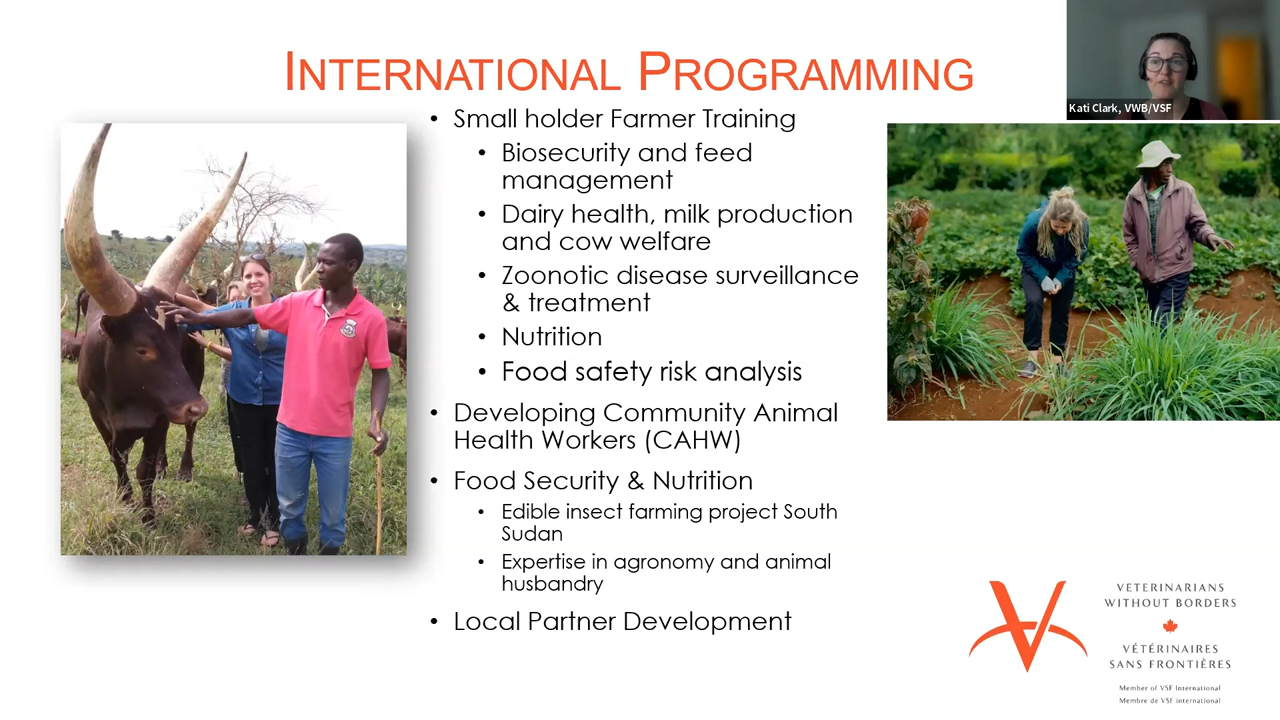 INTERNATIONAL PROGRAMMING
Kati Clark, VWB/VSF
• Small holder Farmer Training
• Biosecurity and feed
management
• Dairy health, milk production
and cow welfare
• Zoonotic disease surveillance
& treatment
• Nutrition
• Food safety risk analysis
• Developing Community Animal
Health Workers (CAHW)
• Food Security & Nutrition
• Edible insect farming project South
Sudan
• Expertise in agronomy and animal
husbandry
• Local Partner Development
VETERINARIANS
WITHOUT BORDERS
VÉTÉRINAIRES
SANS FRONTIÈRES
Member of VSF International
Membre de VSF international